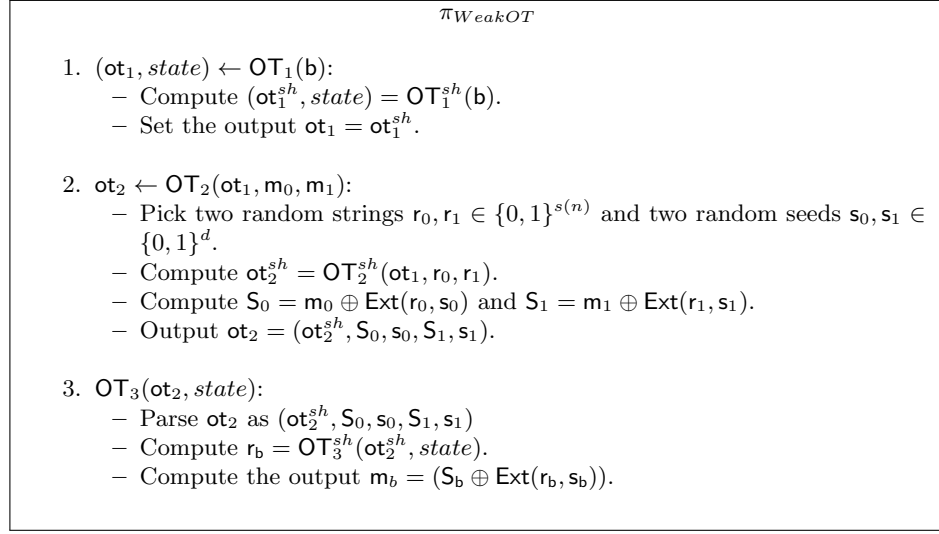 π_{WeakOT}
1. (ot_1, state) ← OT_1(b):
– Compute (ot_1^{sh}, state) = OT_1^{sh}(b).
– Set the output ot_1 = ot_1^{sh}.
2. ot_2 ← OT_2(ot_1, m_0, m_1):
– Pick two random strings r_0, r_1 ∈ {0, 1}^{s(n)} and two random seeds s_0, s_1 ∈
{0, 1}^d.
– Compute ot_2^{sh} = OT_2^{sh}(ot_1, r_0, r_1).
– Compute S_0 = m_0 ⊕ Ext(r_0, s_0) and S_1 = m_1 ⊕ Ext(r_1, s_1).
– Output ot_2 = (ot_2^{sh}, S_0, s_0, S_1, s_1).
3. OT_3(ot_2, state):
– Parse ot_2 as (ot_2^{sh}, S_0, s_0, S_1, s_1)
– Compute r_b = OT_3^{sh}(ot_2^{sh}, state).
– Compute the output m_b = (S_b ⊕ Ext(r_b, s_b)).